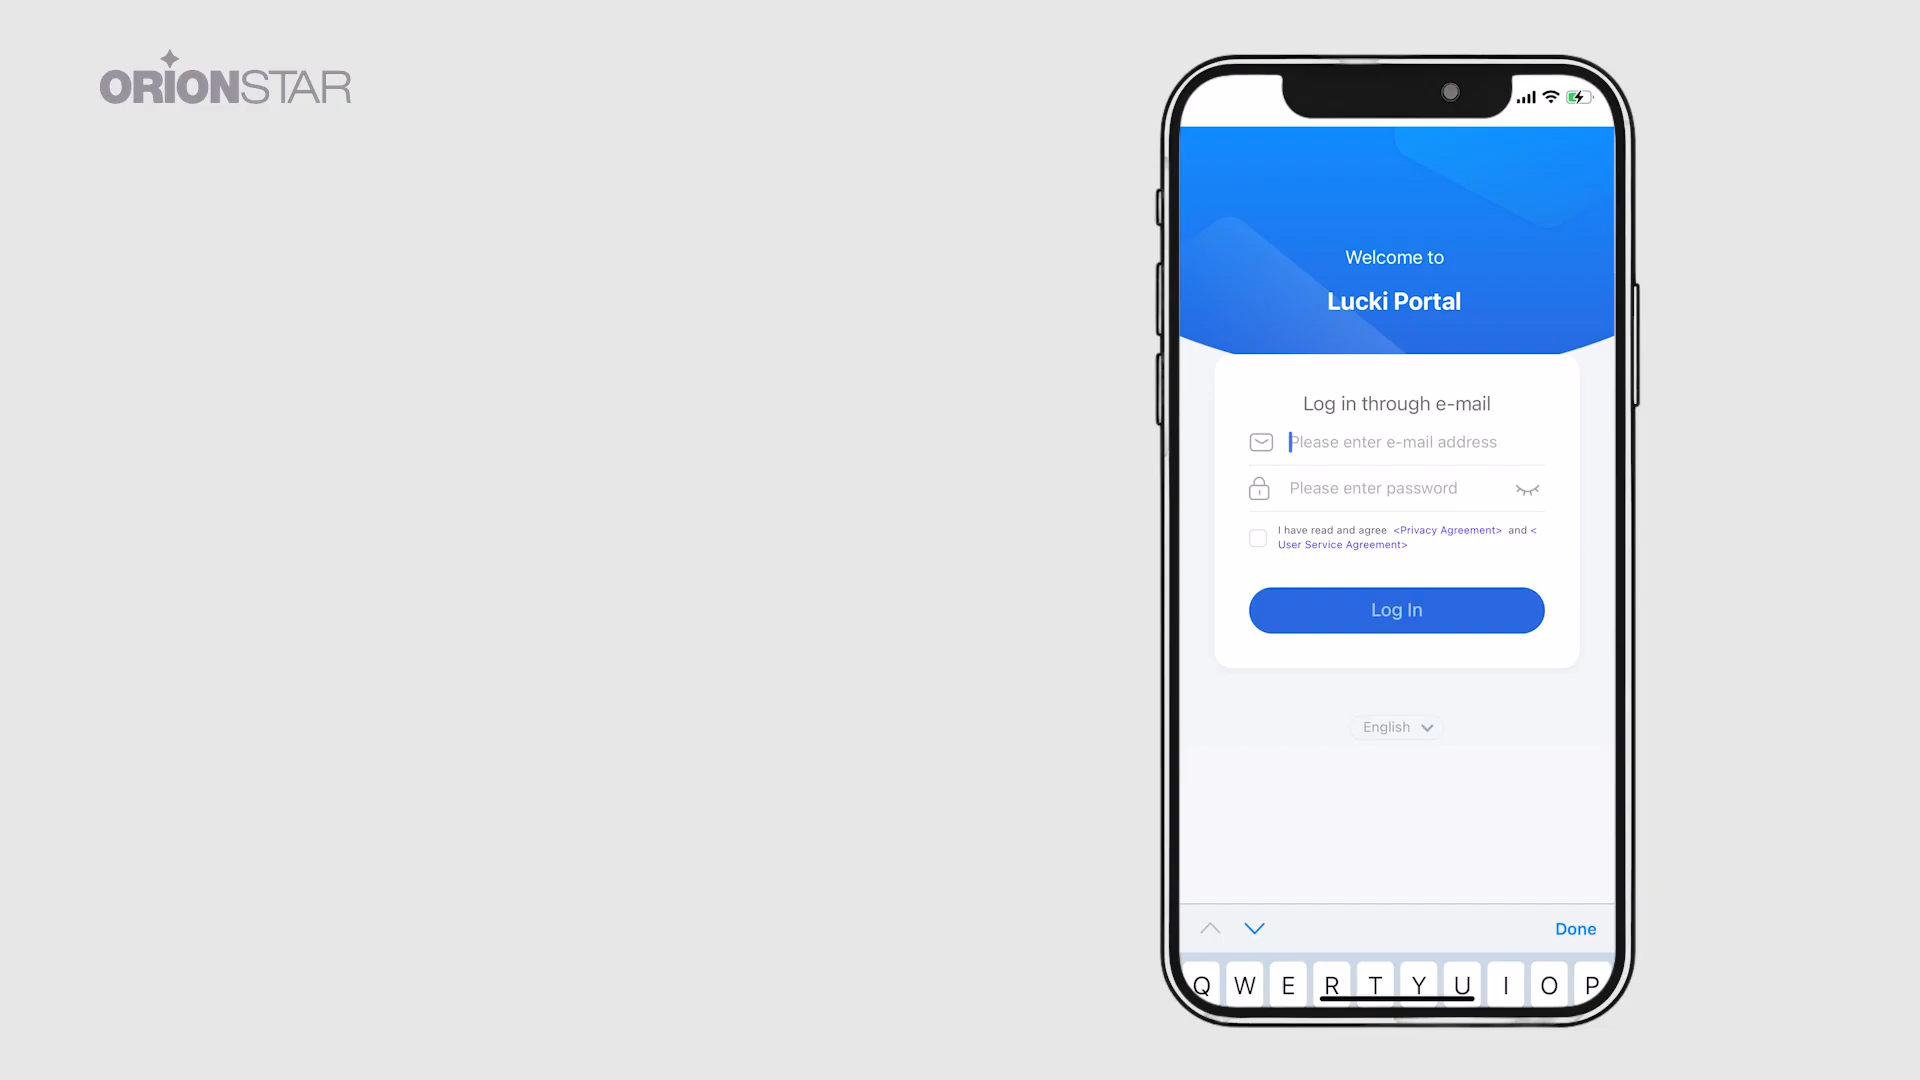 ORIONSTAR
Welcome to
Lucki Portal
Log in through e-mail
Please enter e-mail address
Please enter password
I have read and agree <Privacy Agreement> and <
User Service Agreement>
Log In
English
Done
Q W E R T Y U I O P